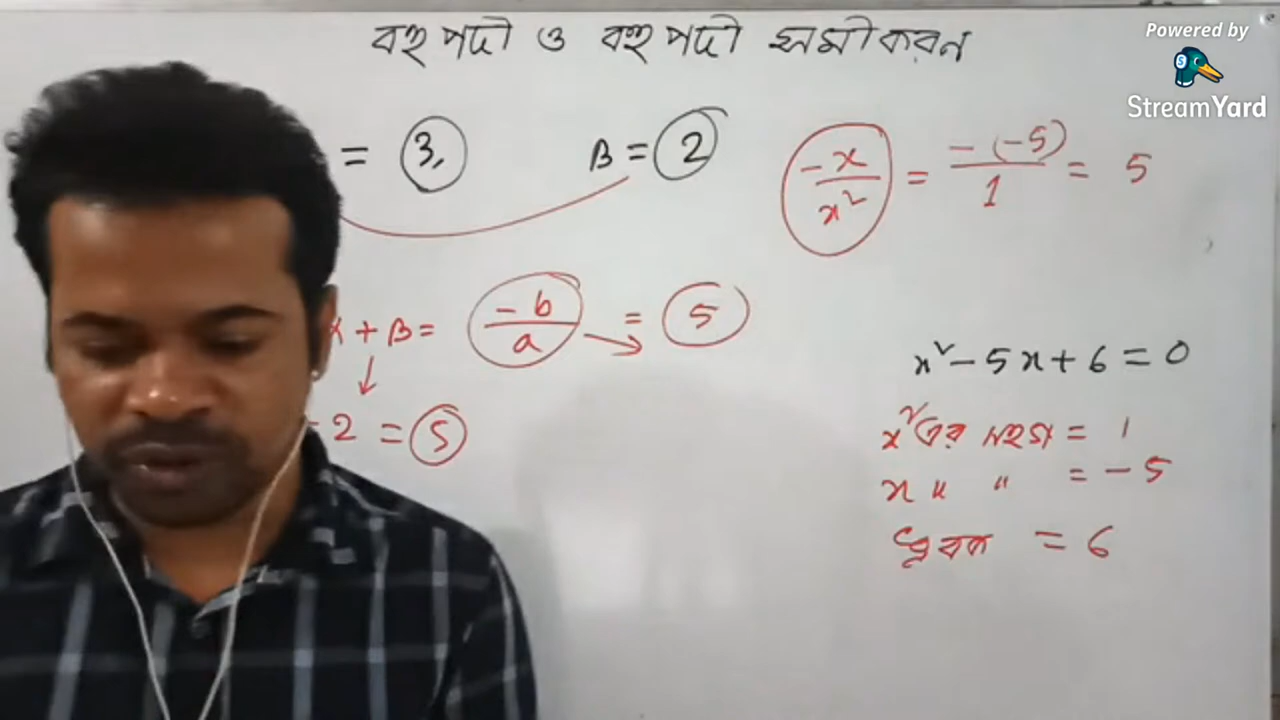 Powered by
StreamYard
বহুপদী ও বহুপদী সমীকরন
= 3, B = 2
-x/x² = -(-5)/1 = 5
α + B = -b/a = 5
2 = 5
x² - 5x + 6 = 0
x² এর সহগ = 1
x " " = -5
ধ্রুবক = 6